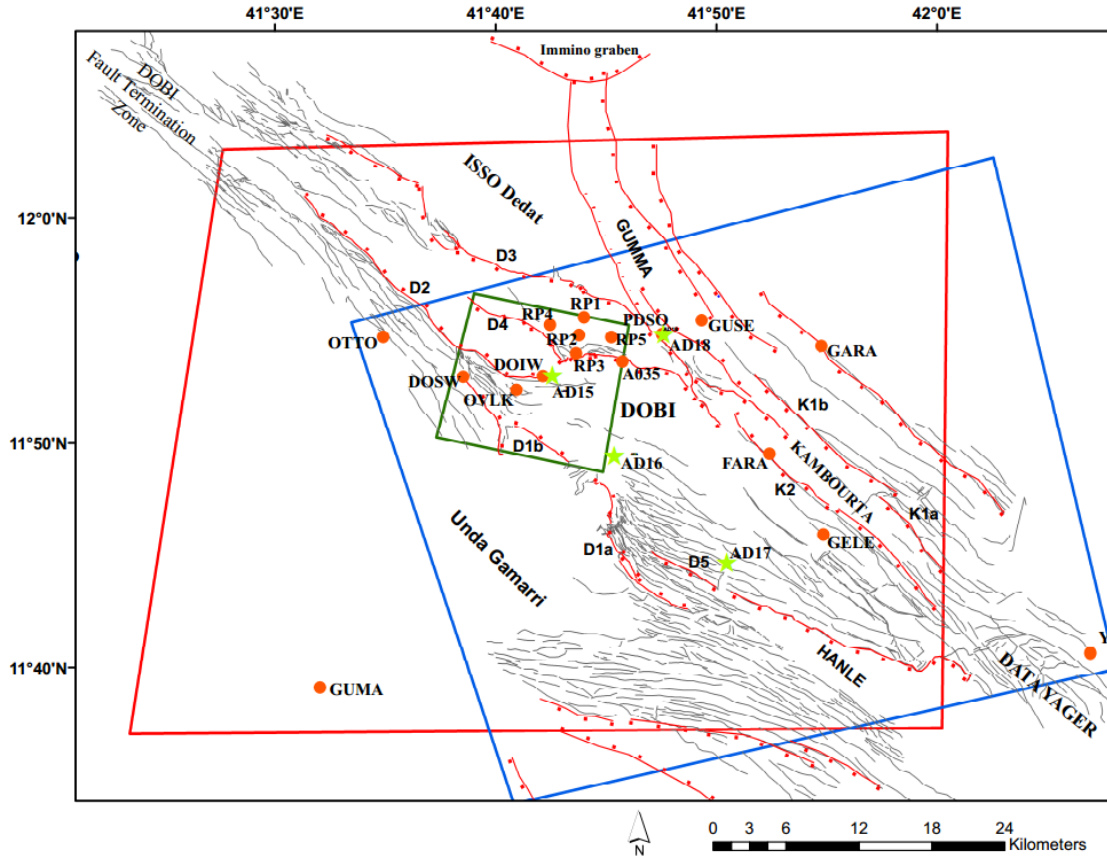 41°30'E 41°40'E 41°50'E 42°0'E
Immino graben
DOBI
Fault Termination
Zone
ISSO Dedat
12°0'N
GUMMA
D3
D2
RP1
RP4
D4
PDSO
GUSE
RP2
RP5
AD18
OTTO
RP3
GARA
DOSW
DOIW
A035
OVLK
AD15
DOBI
K1b
11°50'N
D1b
AD16
FARA
KAMBOURTA
K2
K1a
Unda Gamarri
GELE
D1a
AD17
D5
11°40'N
HANLE
Y
DATA YAGER
GUMA
0 3 6 12 18 24
Kilometers
N